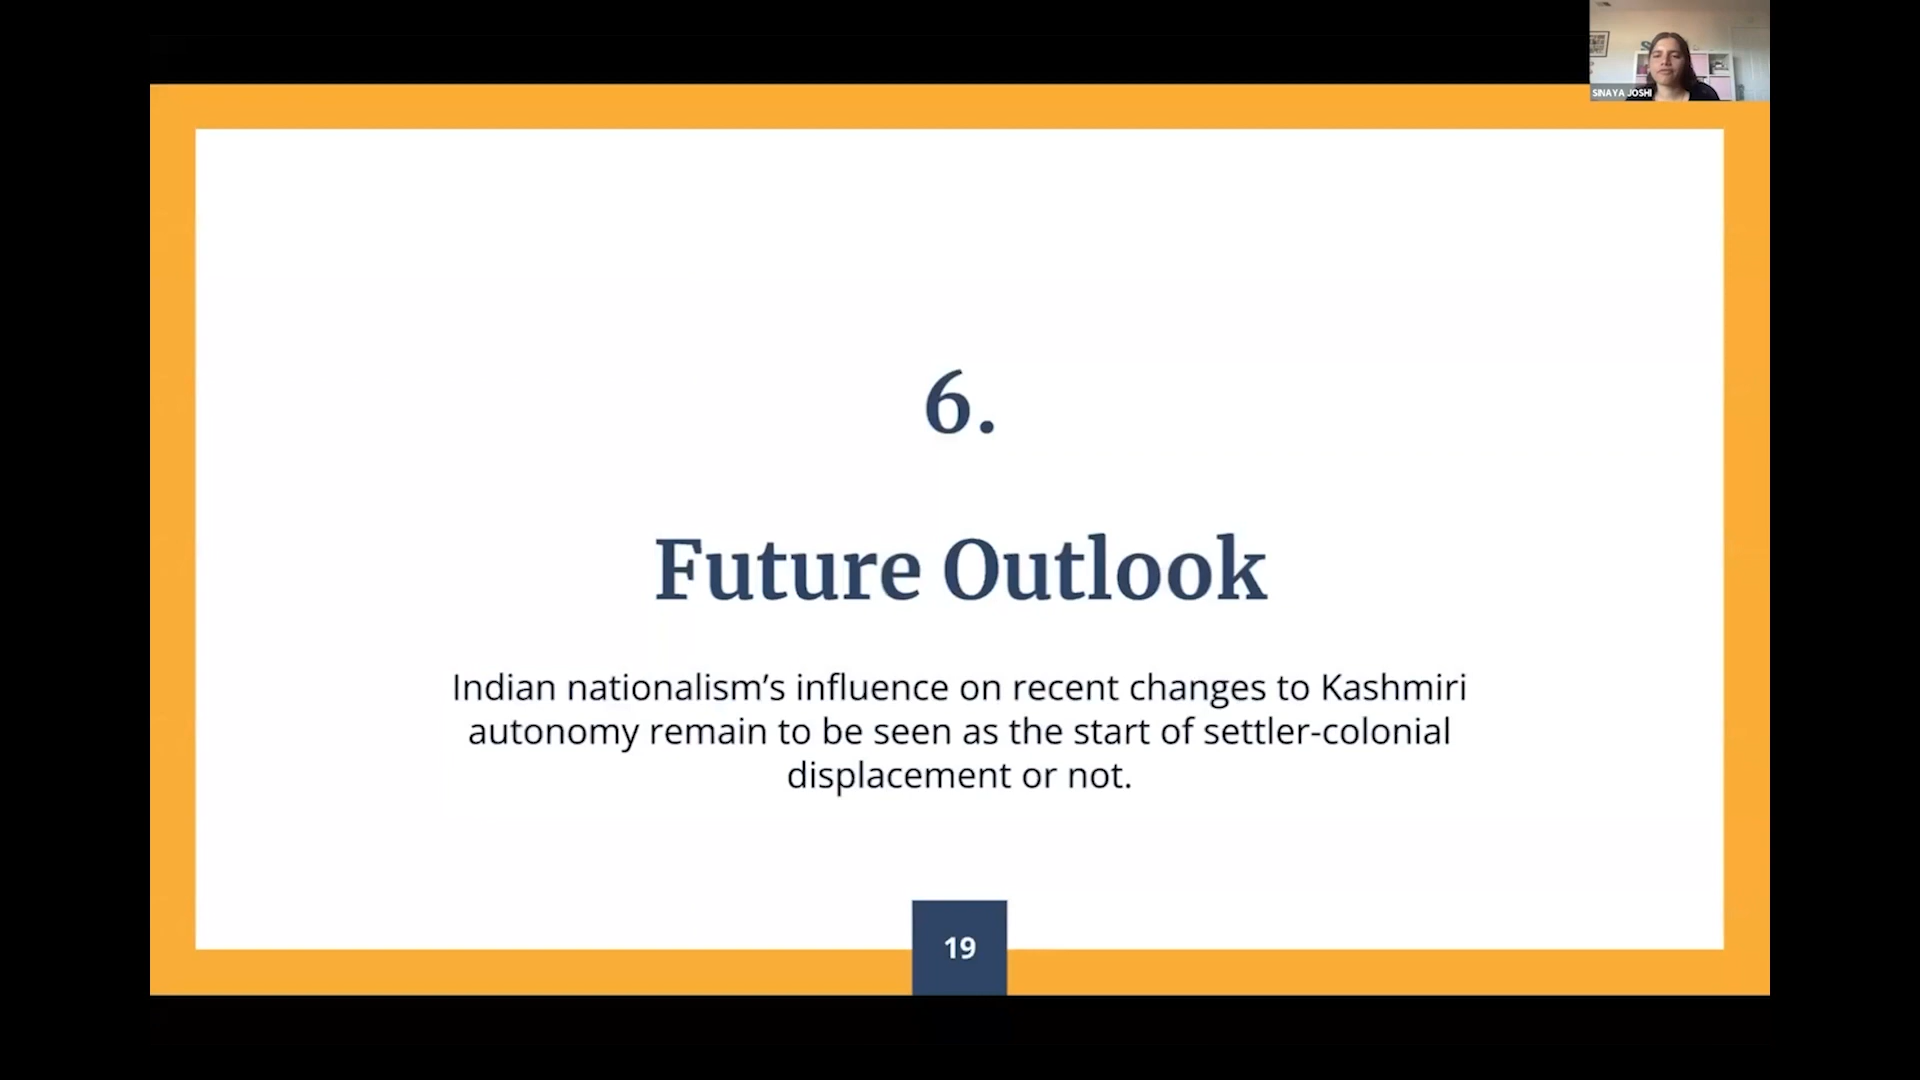 SINAYA JOSHI
6.
Future Outlook
Indian nationalism’s influence on recent changes to Kashmiri
autonomy remain to be seen as the start of settler-colonial
displacement or not.
19